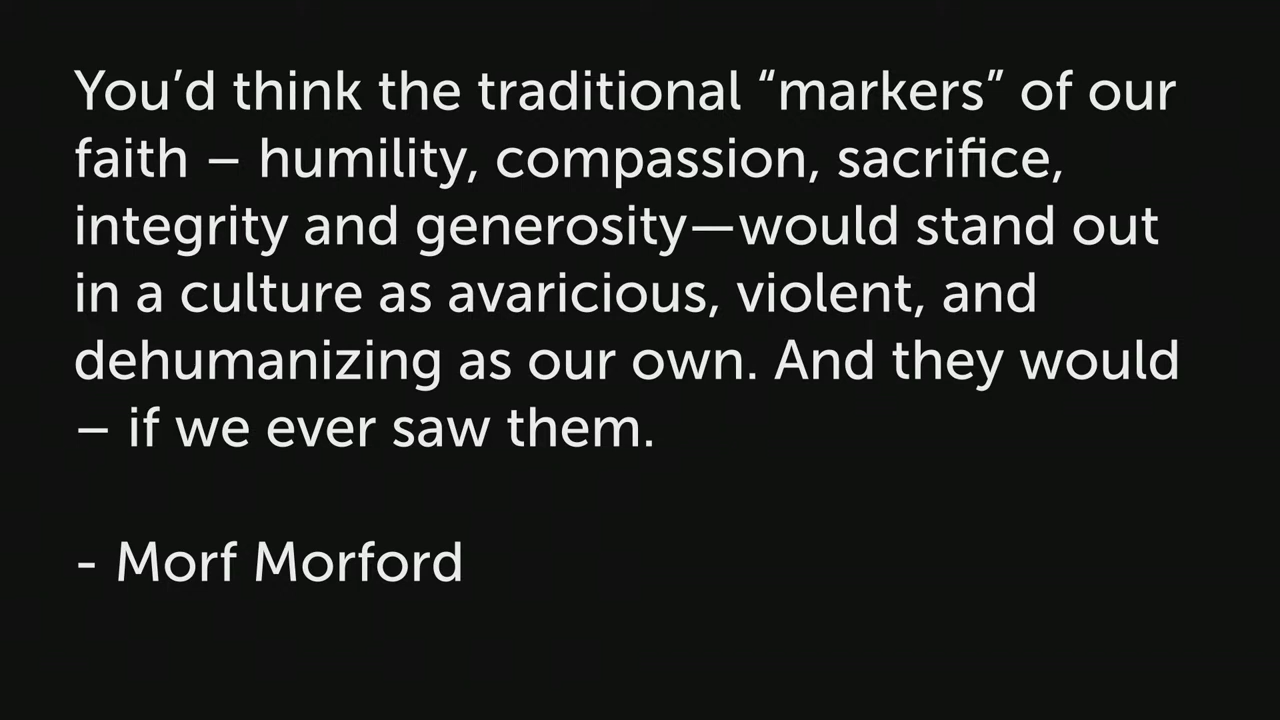 You’d think the traditional “markers” of our
faith – humility, compassion, sacrifice,
integrity and generosity—would stand out
in a culture as avaricious, violent, and
dehumanizing as our own. And they would
– if we ever saw them.
- Morf Morford